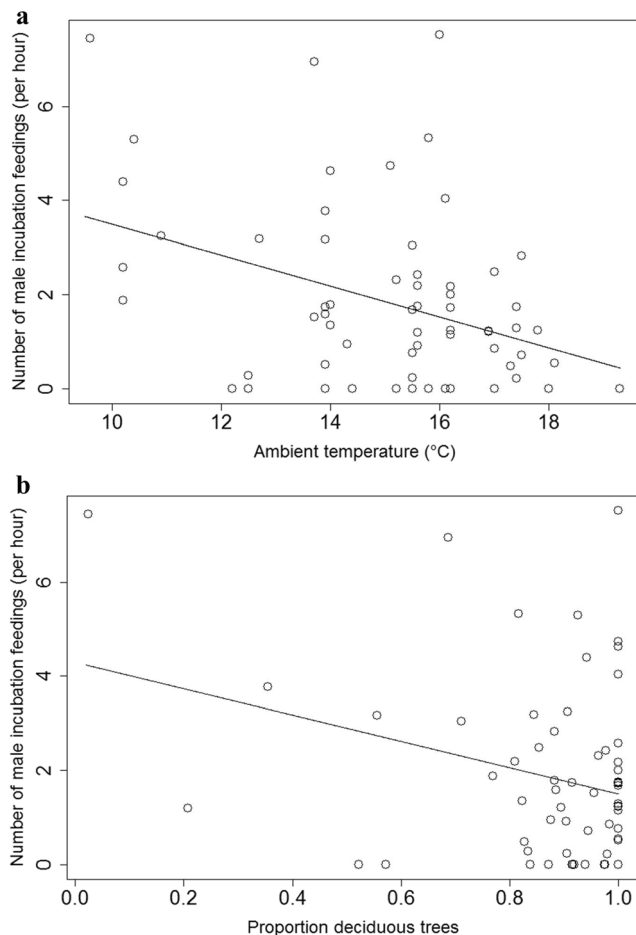 a
Number of male incubation feedings (per hour)
0 2 4 6
10 12 14 16 18
Ambient temperature (°C)
b
Number of male incubation feedings (per hour)
0 2 4 6
0.0 0.2 0.4 0.6 0.8 1.0
Proportion deciduous trees